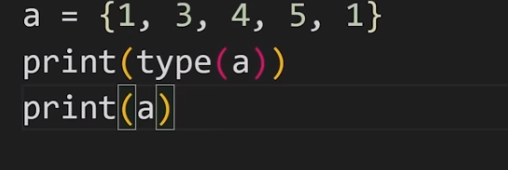 a = {1, 3, 4, 5, 1}
print(type(a))
print(a)